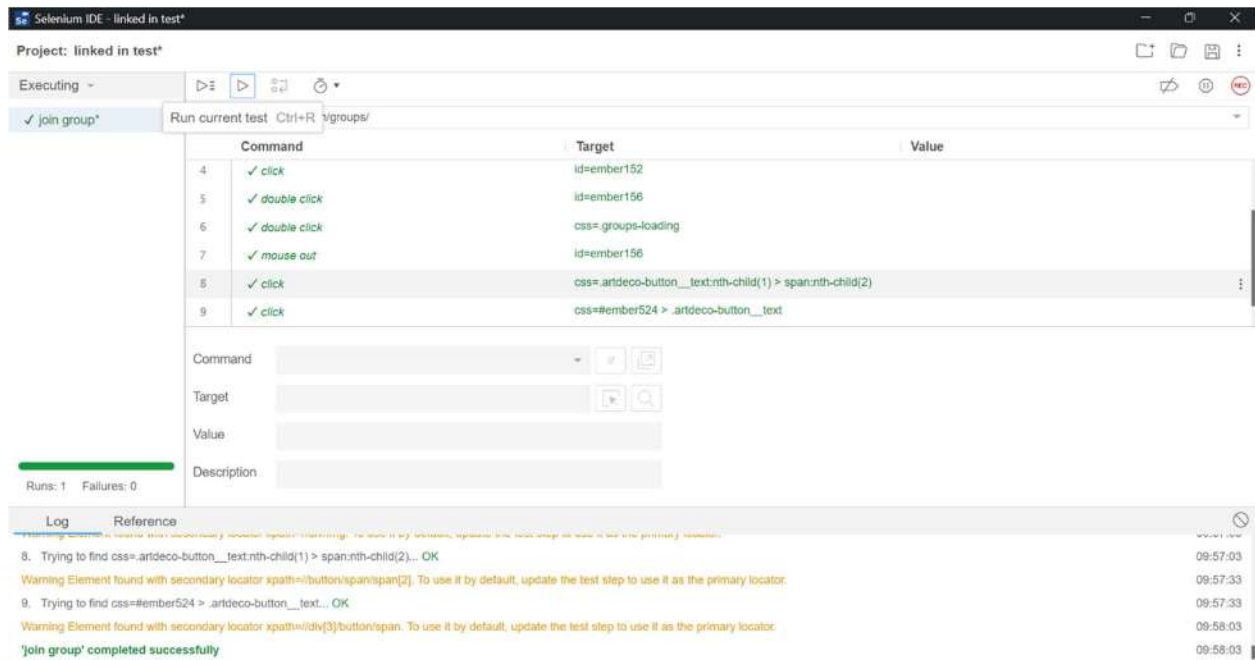 Se Selenium IDE - linked in test*
Project: linked in test*
Executing
✓ join group*
Run current test Ctrl+R /groups/
Command Target Value
4 ✓ click id=ember152
5 ✓ double click id=ember156
6 ✓ double click css=.groups-loading
7 ✓ mouse out id=ember156
8 ✓ click css=.artdeco-button__text:nth-child(1) > span:nth-child(2)
9 ✓ click css=#ember524 > .artdeco-button__text
REC
Command //
Target
Value
Description
Runs: 1 Failures: 0
Log Reference
8. Trying to find css=.artdeco-button__text:nth-child(1) > span:nth-child(2)... OK 09:57:03
Warning Element found with secondary locator xpath=//button/span/span[2]. To use it by default, update the test step to use it as the primary locator. 09:57:33
9. Trying to find css=#ember524 > .artdeco-button__text... OK 09:57:33
Warning Element found with secondary locator xpath=//div[3]/button/span. To use it by default, update the test step to use it as the primary locator. 09:58:03
'join group' completed successfully 09:58:03